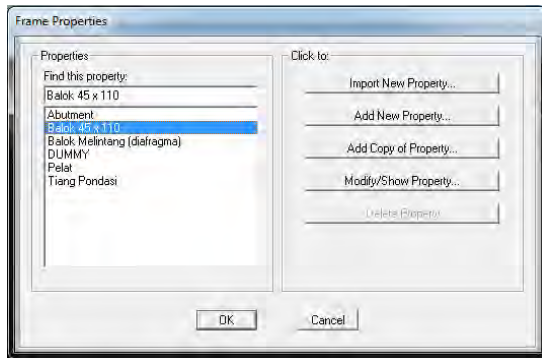 Frame Properties
Properties
Find this property:
Balok 45 x 110
Abutment
Balok 45 x 110
Balok Melintang (diafragma)
DUMMY
Pelat
Tiang Pondasi
Click to:
Import New Property...
Add New Property...
Add Copy of Property...
Modify/Show Property...
Delete Property
OK
Cancel